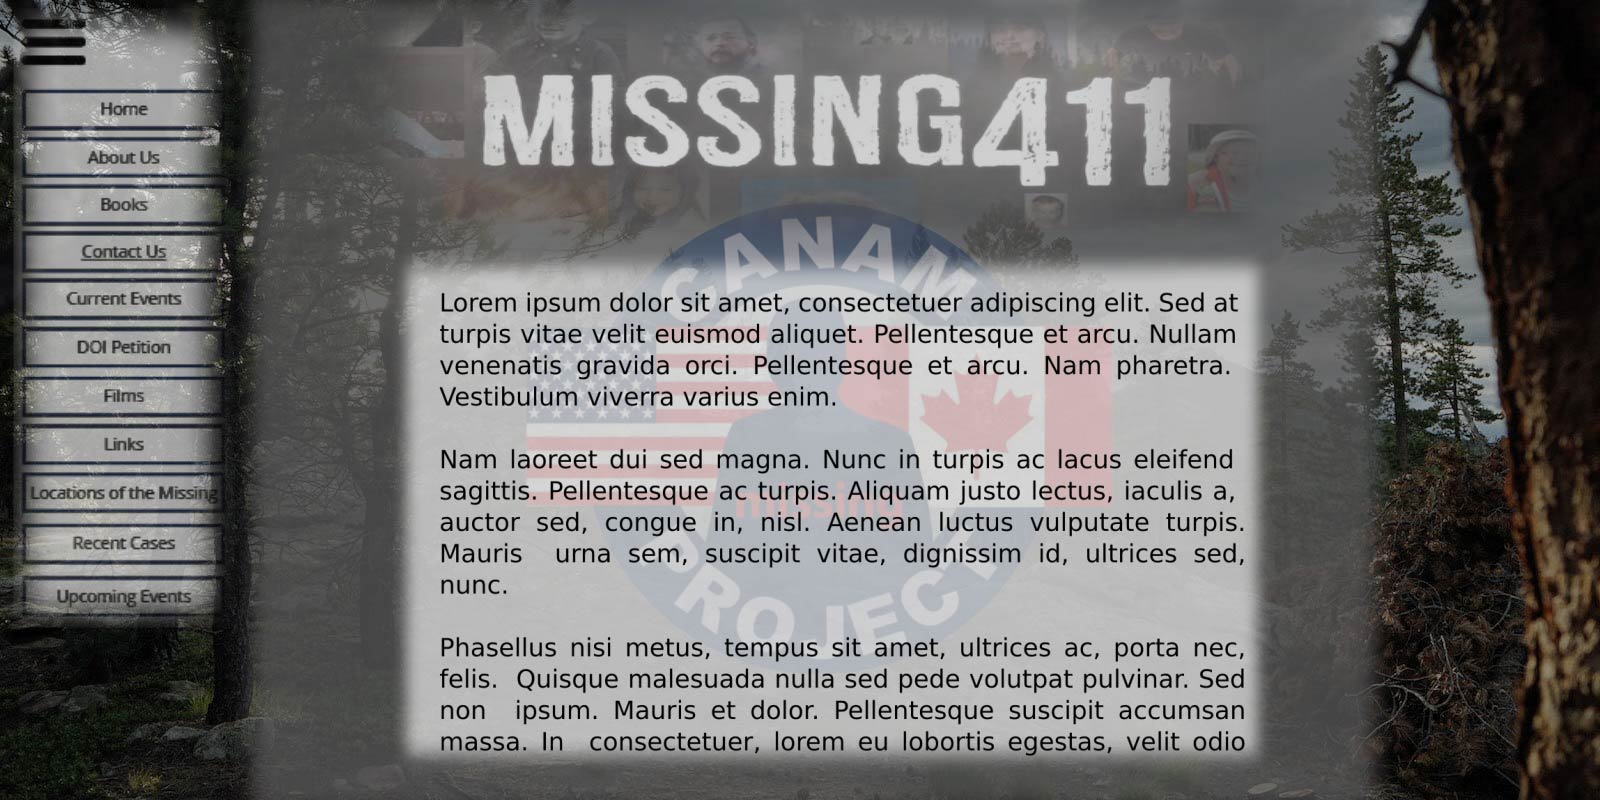 Home
About Us
Books
Contact Us
Current Events
DOI Petition
Films
Links
Locations of the Missing
Recent Cases
Upcoming Events
MISSING411
CANAM
missing
PROJECT
Lorem ipsum dolor sit amet, consectetuer adipiscing elit. Sed at
turpis vitae velit euismod aliquet. Pellentesque et arcu. Nullam
venenatis gravida orci. Pellentesque et arcu. Nam pharetra.
Vestibulum viverra varius enim.
Nam laoreet dui sed magna. Nunc in turpis ac lacus eleifend
sagittis. Pellentesque ac turpis. Aliquam justo lectus, iaculis a,
auctor sed, congue in, nisl. Aenean luctus vulputate turpis.
Mauris urna sem, suscipit vitae, dignissim id, ultrices sed,
nunc.
Phasellus nisi metus, tempus sit amet, ultrices ac, porta nec,
felis. Quisque malesuada nulla sed pede volutpat pulvinar. Sed
non ipsum. Mauris et dolor. Pellentesque suscipit accumsan
massa. In consectetuer, lorem eu lobortis egestas, velit odio